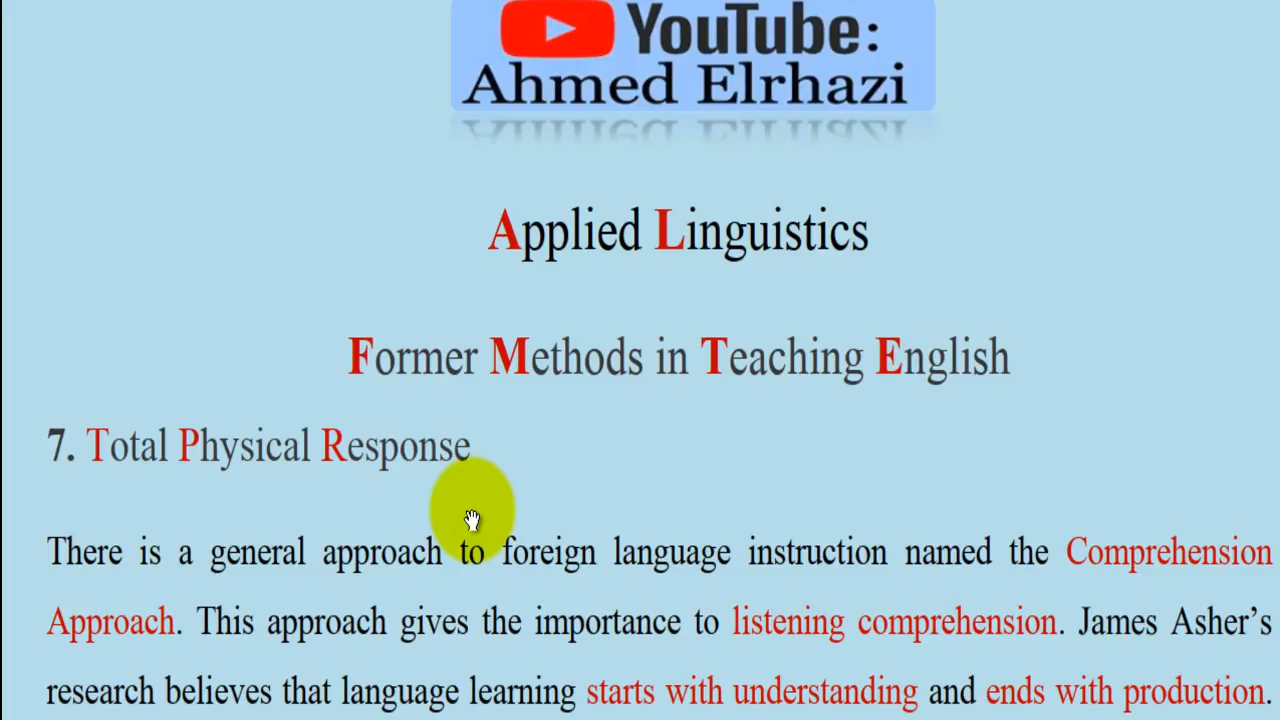 YouTube:
Ahmed Elrhazi
Applied Linguistics
Former Methods in Teaching English
7. Total Physical Response
There is a general approach to foreign language instruction named the Comprehension
Approach. This approach gives the importance to listening comprehension. James Asher's
research believes that language learning starts with understanding and ends with production.